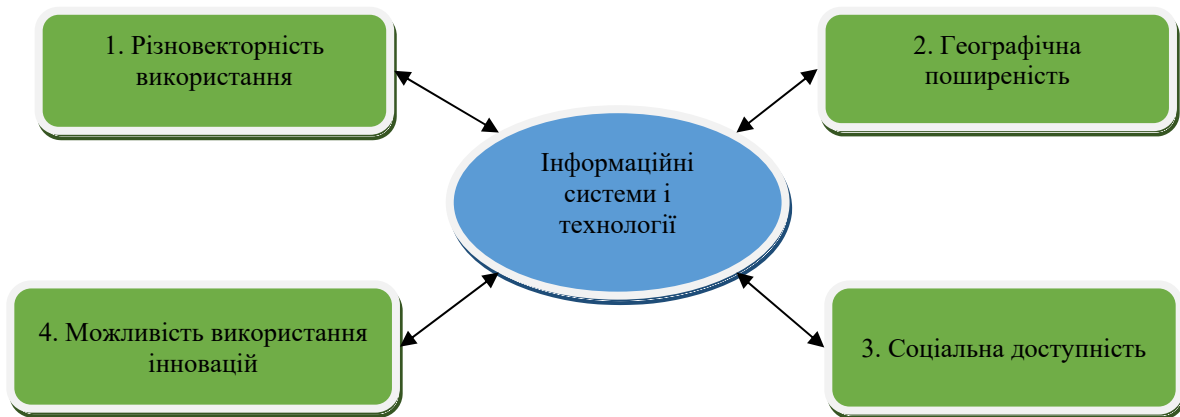 1. Різновекторність
використання
2. Географічна
поширеність
Інформаційні
системи і
технології
4. Можливість використання
інновацій
3. Соціальна доступність